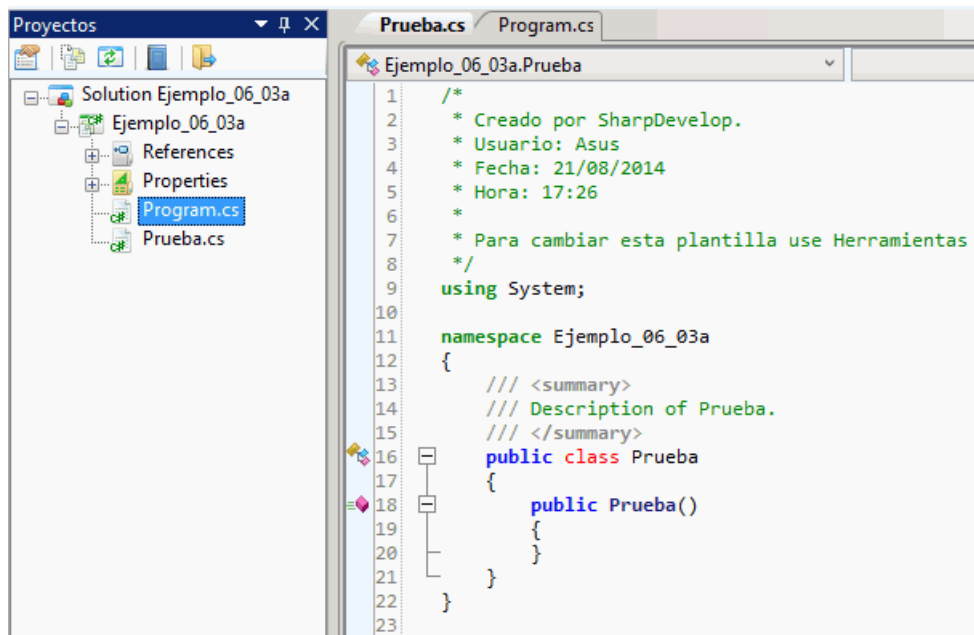 Proyectos
Solution Ejemplo_06_03a
Ejemplo_06_03a
References
Properties
Program.cs
Prueba.cs
Prueba.cs Program.cs
Ejemplo_06_03a.Prueba
1 /*
2 * Creado por SharpDevelop.
3 * Usuario: Asus
4 * Fecha: 21/08/2014
5 * Hora: 17:26
6 *
7 * Para cambiar esta plantilla use Herramientas
8 */
9 using System;
10
11 namespace Ejemplo_06_03a
12 {
13 /// <summary>
14 /// Description of Prueba.
15 /// </summary>
16 public class Prueba
17 {
18 public Prueba()
19 {
20 }
21 }
22 }
23